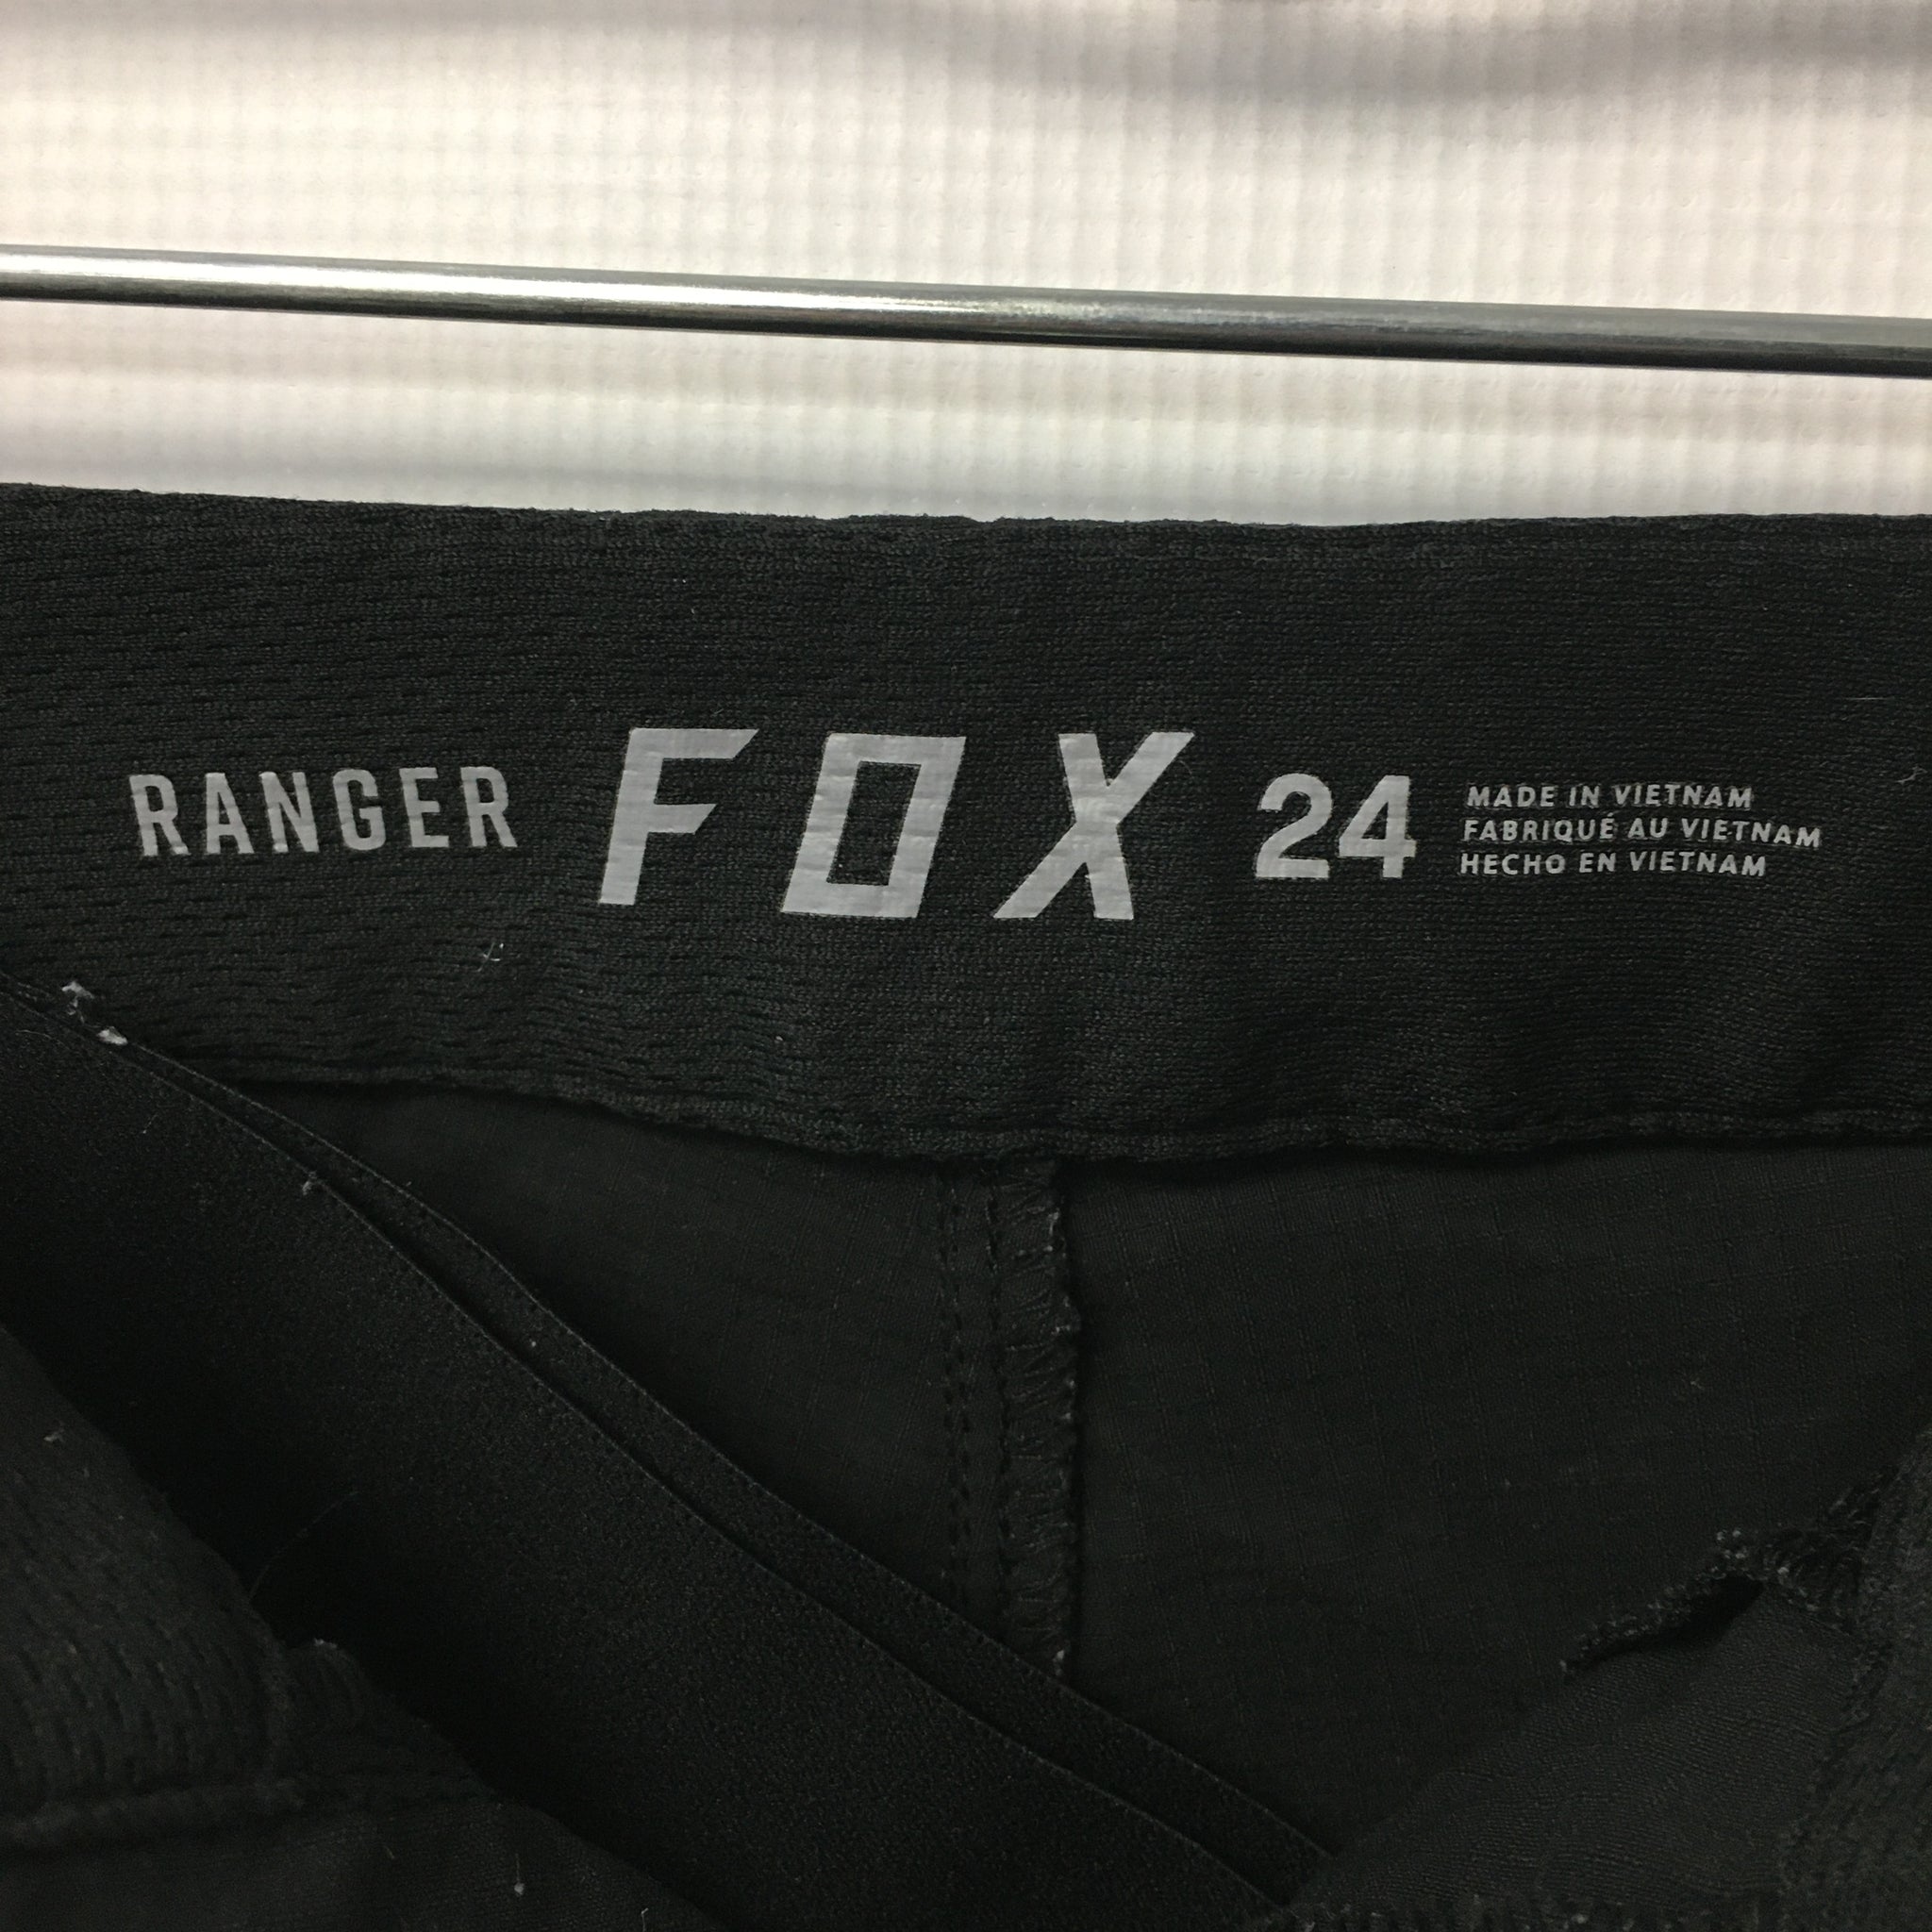 RANGER FOX 24
MADE IN VIETNAM
FABRIQUÉ AU VIETNAM
HECHO EN VIETNAM